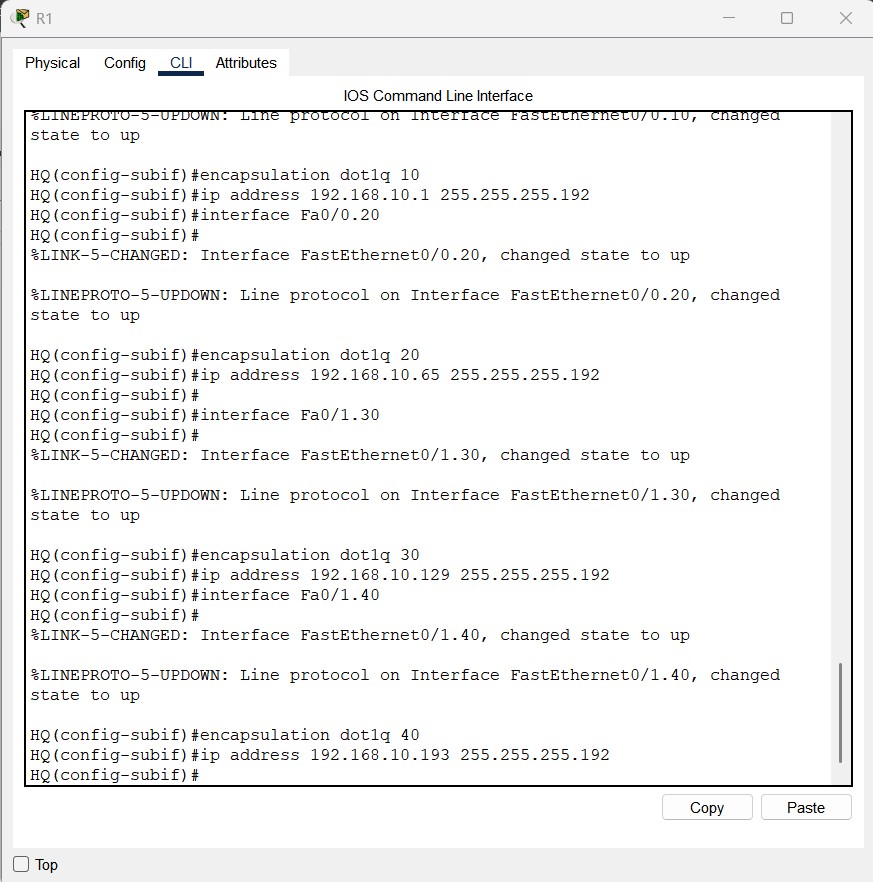 R1
Physical Config CLI Attributes
IOS Command Line Interface
%LINEPROTO-5-UPDOWN: Line protocol on Interface FastEthernet0/0.10, changed
state to up
HQ(config-subif)#encapsulation dot1q 10
HQ(config-subif)#ip address 192.168.10.1 255.255.255.192
HQ(config-subif)#interface Fa0/0.20
HQ(config-subif)#
%LINK-5-CHANGED: Interface FastEthernet0/0.20, changed state to up
%LINEPROTO-5-UPDOWN: Line protocol on Interface FastEthernet0/0.20, changed
state to up
HQ(config-subif)#encapsulation dot1q 20
HQ(config-subif)#ip address 192.168.10.65 255.255.255.192
HQ(config-subif)#
HQ(config-subif)#interface Fa0/1.30
HQ(config-subif)#
%LINK-5-CHANGED: Interface FastEthernet0/1.30, changed state to up
%LINEPROTO-5-UPDOWN: Line protocol on Interface FastEthernet0/1.30, changed
state to up
HQ(config-subif)#encapsulation dot1q 30
HQ(config-subif)#ip address 192.168.10.129 255.255.255.192
HQ(config-subif)#interface Fa0/1.40
HQ(config-subif)#
%LINK-5-CHANGED: Interface FastEthernet0/1.40, changed state to up
%LINEPROTO-5-UPDOWN: Line protocol on Interface FastEthernet0/1.40, changed
state to up
HQ(config-subif)#encapsulation dot1q 40
HQ(config-subif)#ip address 192.168.10.193 255.255.255.192
HQ(config-subif)#
Copy Paste
Top